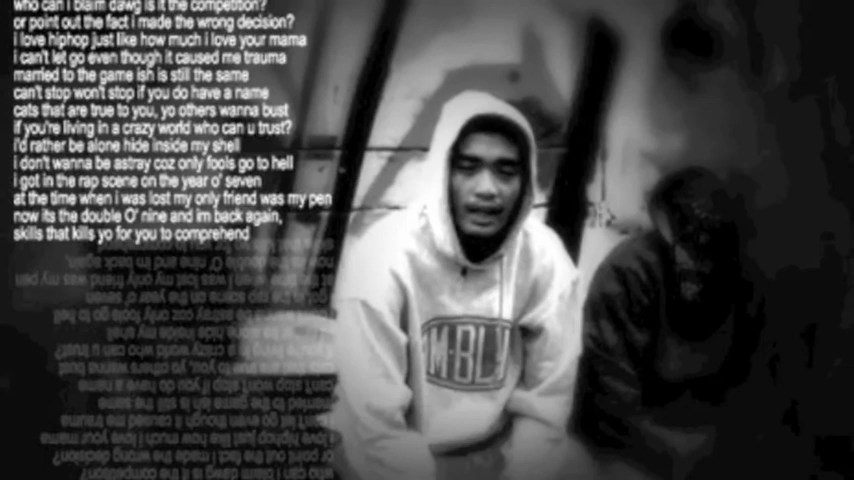 who can i blaim dawg is it the competition?
or point out the fact i made the wrong decision?
i love hiphop just like how much i love your mama
i can't let go even though it caused me trauma
married to the game ish is still the same
can't stop won't stop if you do have a name
cats that are true to you, yo others wanna bust
if you're living in a crazy world who can u trust?
i'd rather be alone hide inside my shell
i don't wanna be astray coz only fools go to hell
i got in the rap scene on the year o' seven
at the time when i was lost my only friend was my pen
now its the double O' nine and im back again,
skills that kills yo for you to comprehend
M·BL